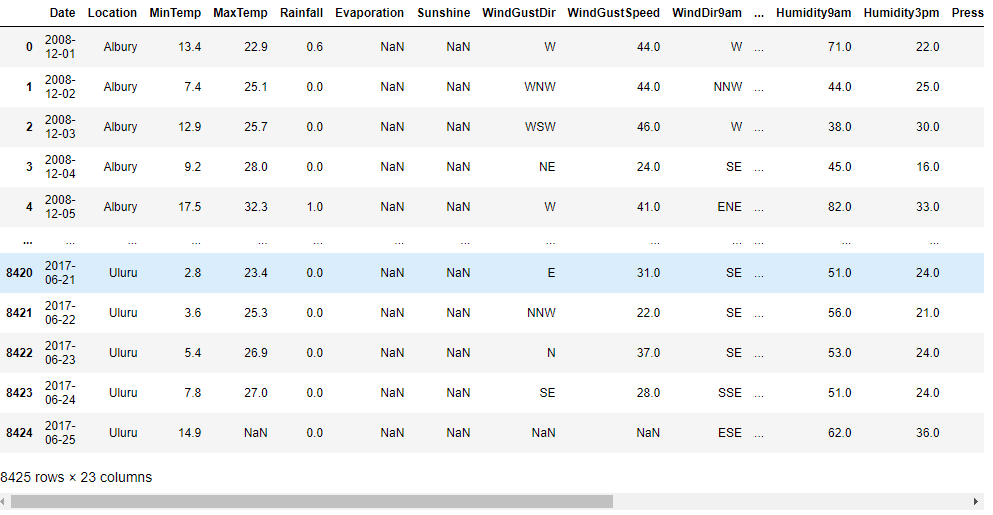 Date Location MinTemp MaxTemp Rainfall Evaporation Sunshine WindGustDir WindGustSpeed WindDir9am ... Humidity9am Humidity3pm Press
0 2008-12-01 Albury 13.4 22.9 0.6 NaN NaN W 44.0 W ... 71.0 22.0
1 2008-12-02 Albury 7.4 25.1 0.0 NaN NaN WNW 44.0 NNW ... 44.0 25.0
2 2008-12-03 Albury 12.9 25.7 0.0 NaN NaN WSW 46.0 W ... 38.0 30.0
3 2008-12-04 Albury 9.2 28.0 0.0 NaN NaN NE 24.0 SE ... 45.0 16.0
4 2008-12-05 Albury 17.5 32.3 1.0 NaN NaN W 41.0 ENE ... 82.0 33.0
... ... ... ... ... ... ... ... ... ... ... ... ... ...
8420 2017-06-21 Uluru 2.8 23.4 0.0 NaN NaN E 31.0 SE ... 51.0 24.0
8421 2017-06-22 Uluru 3.6 25.3 0.0 NaN NaN NNW 22.0 SE ... 56.0 21.0
8422 2017-06-23 Uluru 5.4 26.9 0.0 NaN NaN N 37.0 SE ... 53.0 24.0
8423 2017-06-24 Uluru 7.8 27.0 0.0 NaN NaN SE 28.0 SSE ... 51.0 24.0
8424 2017-06-25 Uluru 14.9 NaN 0.0 NaN NaN NaN NaN ESE ... 62.0 36.0
8425 rows × 23 columns